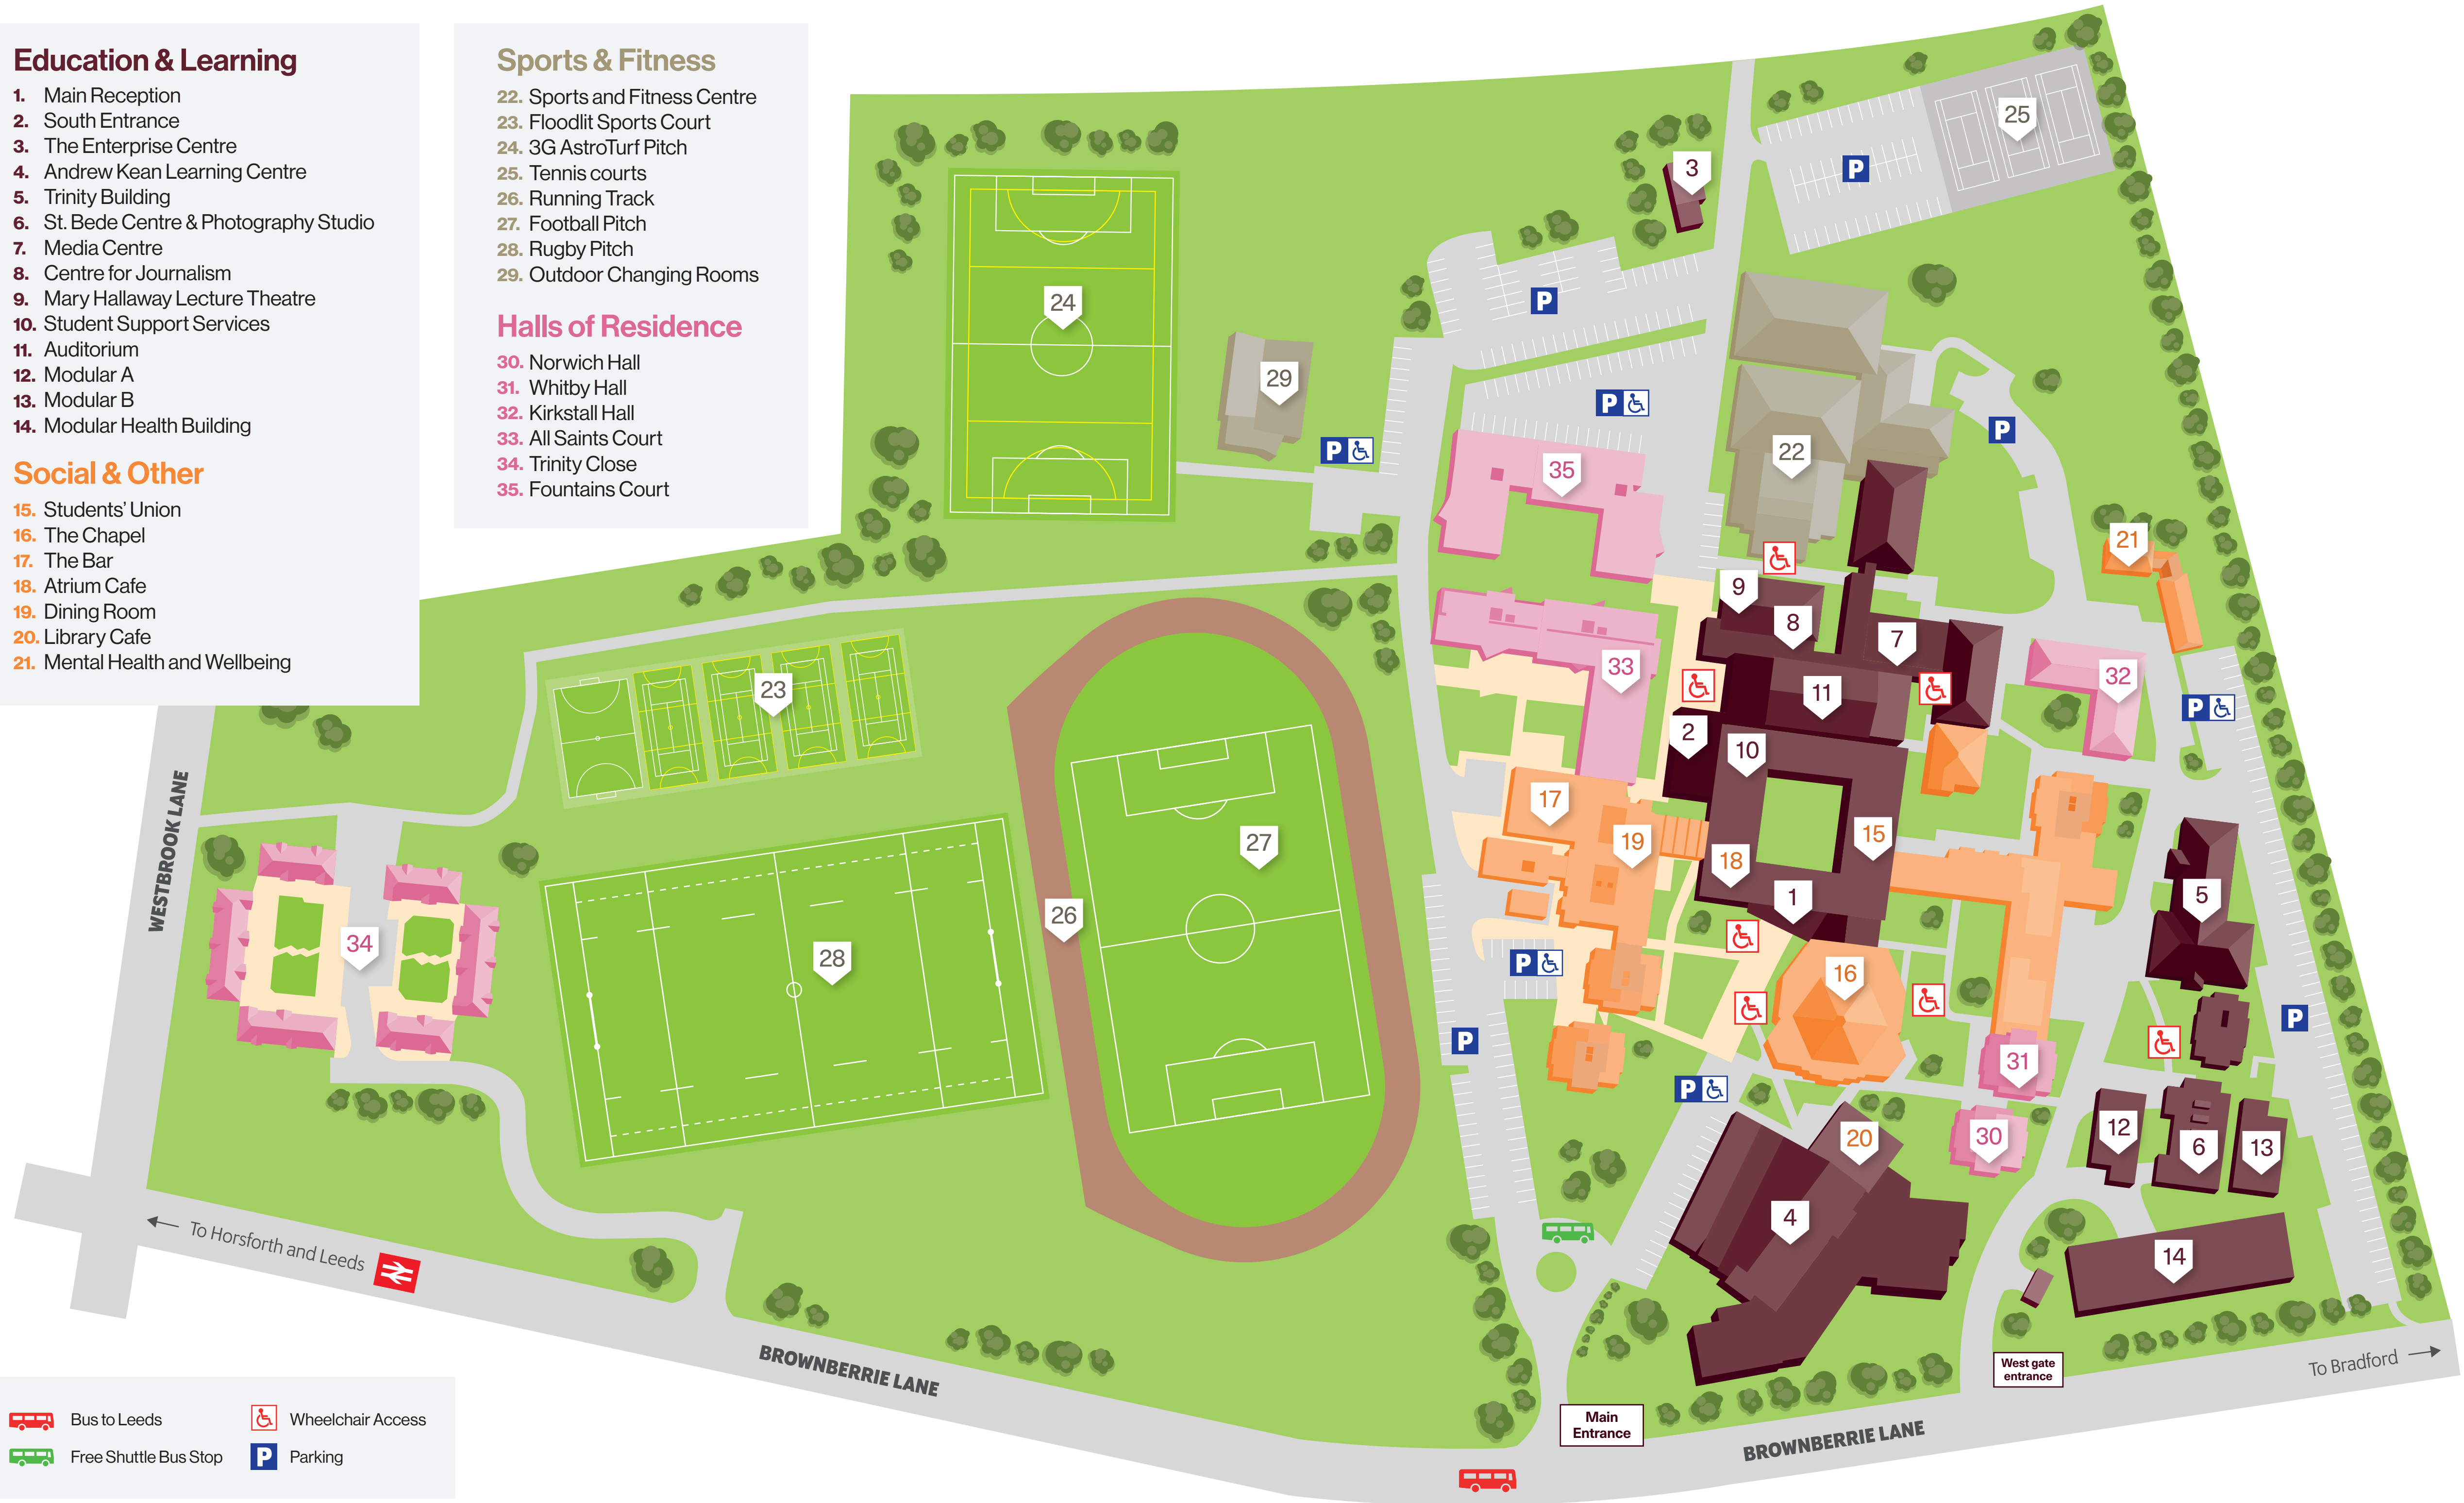 Education & Learning
1. Main Reception
2. South Entrance
3. The Enterprise Centre
4. Andrew Kean Learning Centre
5. Trinity Building
6. St. Bede Centre & Photography Studio
7. Media Centre
8. Centre for Journalism
9. Mary Hallaway Lecture Theatre
10. Student Support Services
11. Auditorium
12. Modular A
13. Modular B
14. Modular Health Building
Social & Other
15. Students' Union
16. The Chapel
17. The Bar
18. Atrium Cafe
19. Dining Room
20. Library Cafe
21. Mental Health and Wellbeing
Sports & Fitness
22. Sports and Fitness Centre
23. Floodlit Sports Court
24. 3G AstroTurf Pitch
25. Tennis courts
26. Running Track
27. Football Pitch
28. Rugby Pitch
29. Outdoor Changing Rooms
Halls of Residence
30. Norwich Hall
31. Whitby Hall
32. Kirkstall Hall
33. All Saints Court
34. Trinity Close
35. Fountains Court
25
3
P
P
24
29
P
P
P
22
35
21
9
8
7
33
32
11
23
2
P
10
17
19
15
18
27
5
1
26
34
28
P
16
P
P
31
P
12
20
30
6
13
4
14
WESTBROOK LANE
To Horsforth and Leeds
BROWNBERRIE LANE
West gate
entrance
To Bradford
Main
Entrance
BROWNBERRIE LANE
Bus to Leeds
Wheelchair Access
Free Shuttle Bus Stop
P Parking